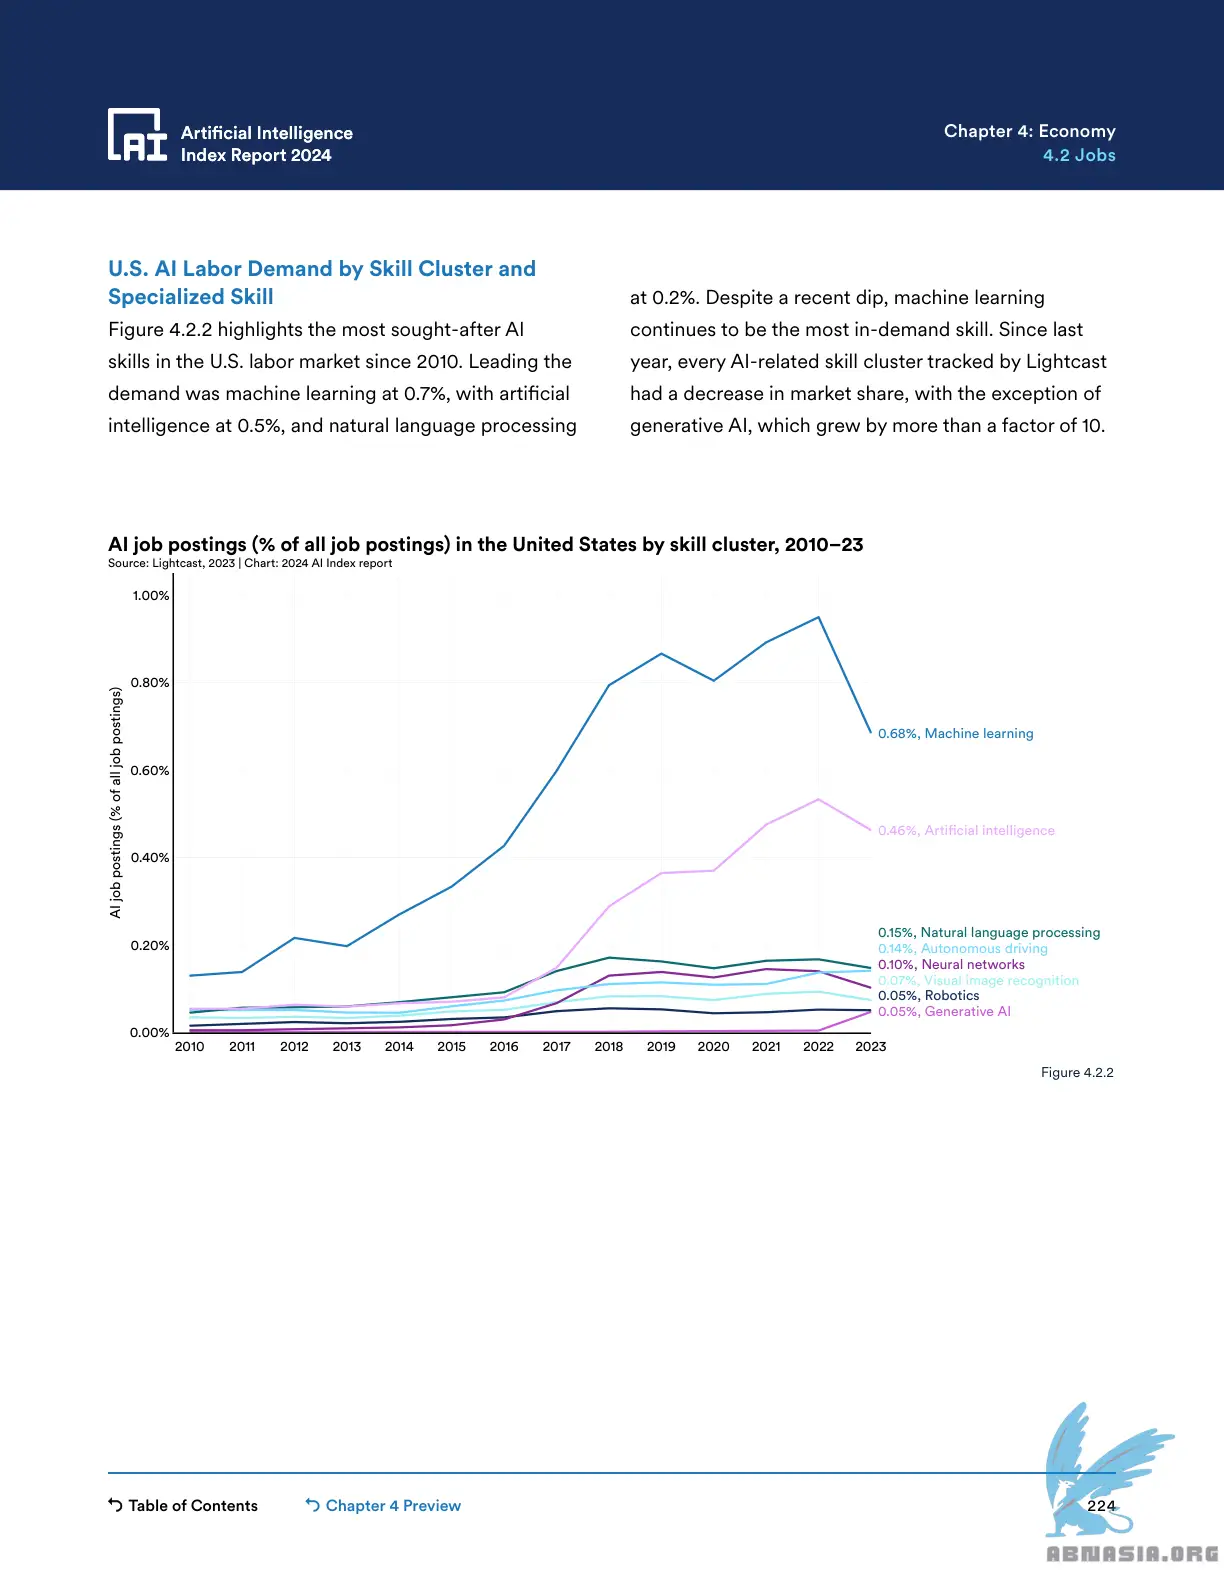 AI
Artificial Intelligence
Index Report 2024
Chapter 4: Economy
4.2 Jobs
U.S. AI Labor Demand by Skill Cluster and
Specialized Skill
Figure 4.2.2 highlights the most sought-after AI
skills in the U.S. labor market since 2010. Leading the
demand was machine learning at 0.7%, with artificial
intelligence at 0.5%, and natural language processing
at 0.2%. Despite a recent dip, machine learning
continues to be the most in-demand skill. Since last
year, every AI-related skill cluster tracked by Lightcast
had a decrease in market share, with the exception of
generative AI, which grew by more than a factor of 10.
AI job postings (% of all job postings) in the United States by skill cluster, 2010–23
Source: Lightcast, 2023 | Chart: 2024 AI Index report
AI job postings (% of all job postings)
1.00%
0.80%
0.60%
0.40%
0.20%
0.00%
2010 2011 2012 2013 2014 2015 2016 2017 2018 2019 2020 2021 2022 2023
0.68%, Machine learning
0.46%, Artificial intelligence
0.15%, Natural language processing
0.14%, Autonomous driving
0.10%, Neural networks
0.07%, Visual image recognition
0.05%, Robotics
0.05%, Generative AI
Figure 4.2.2
Table of Contents
Chapter 4 Preview
224
ABNASIA.ORG